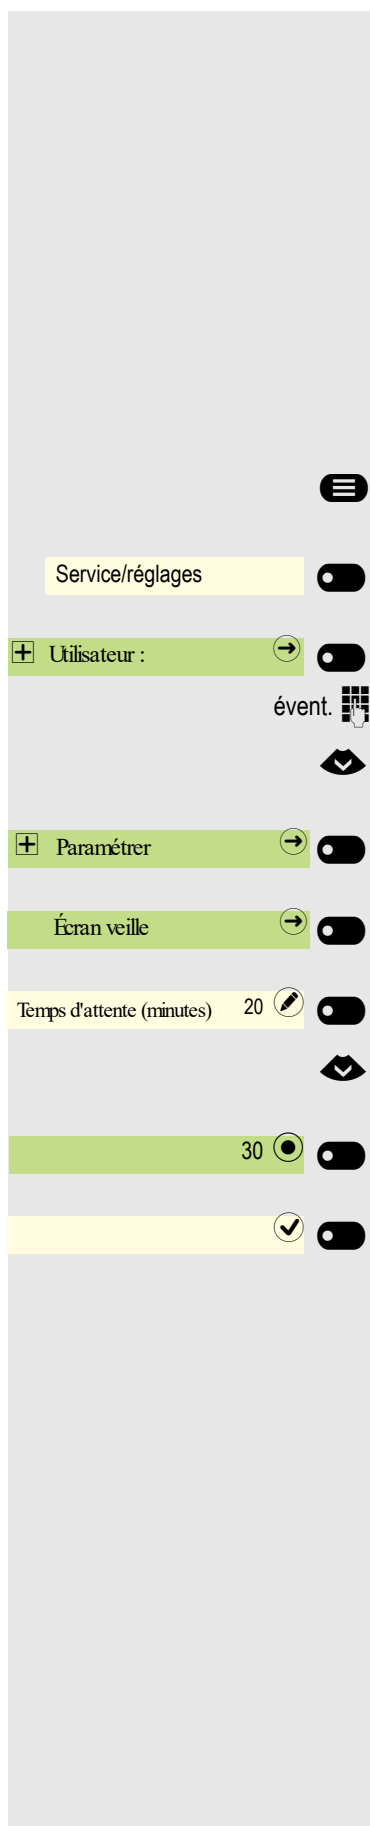 Service/réglages
Utilisateur :
évent.
Paramétrer
Écran veille
Temps d'attente (minutes) 20
30